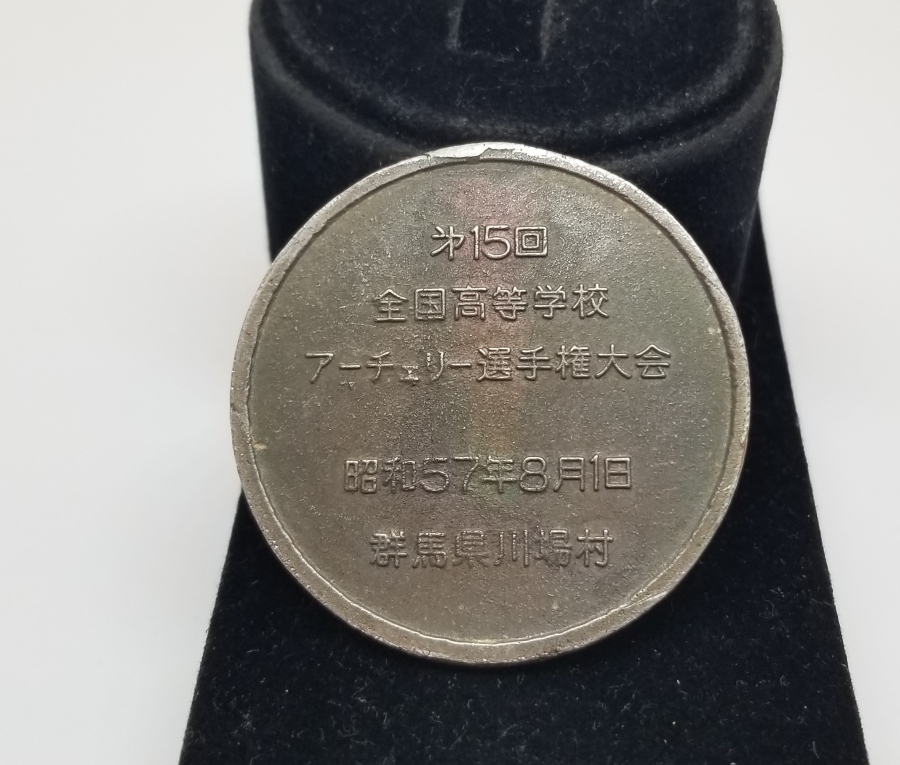 第15回
全国高等学校
アーチェリー選手権大会
昭和57年8月1日
群馬県川場村